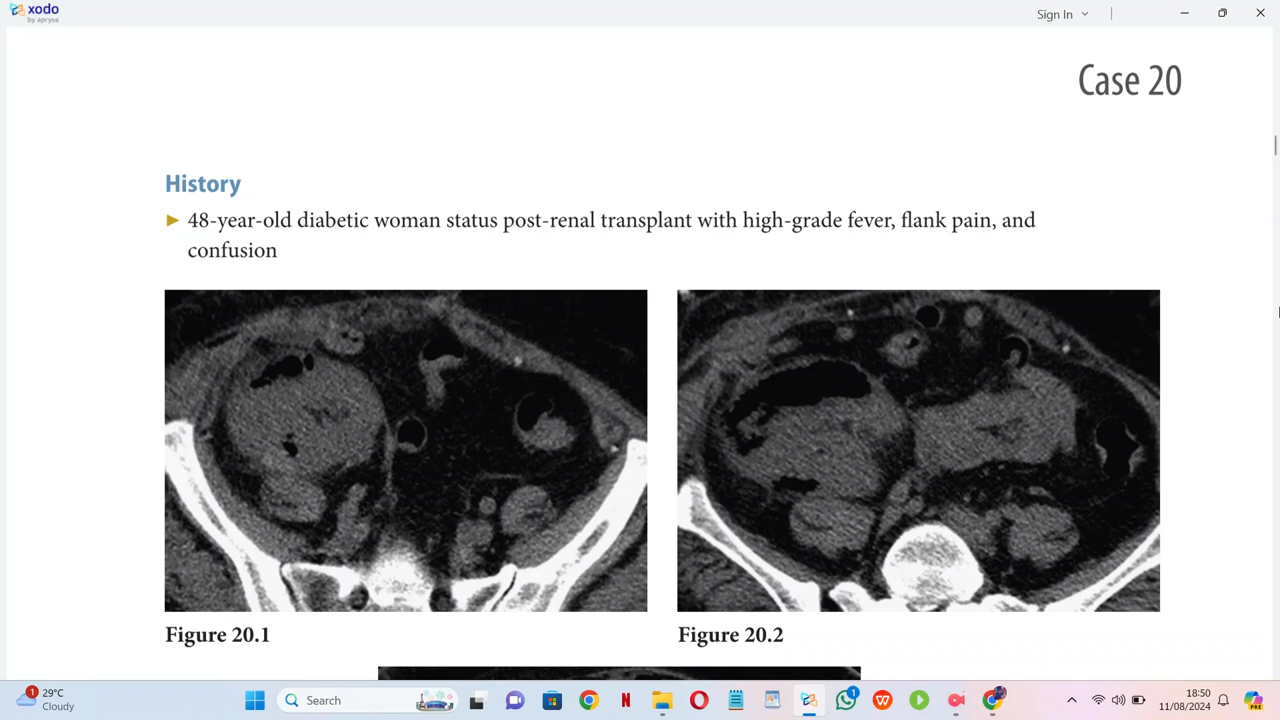 xodo
by apryse
Sign In
Case 20
History
48-year-old diabetic woman status post-renal transplant with high-grade fever, flank pain, and
confusion
Figure 20.1
Figure 20.2
1
29°C
Cloudy
Search
1
18:50
11/08/2024